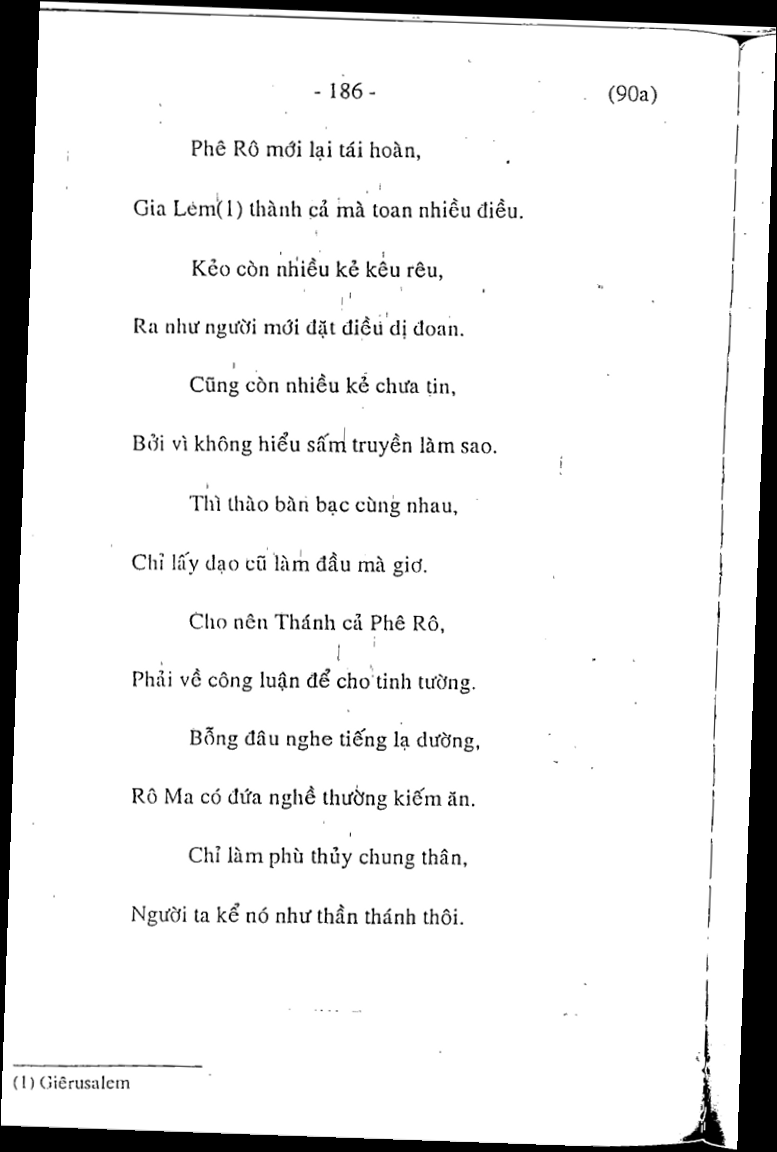 - 186 - (90a)
Phê Rô mới lại tái hoàn,
Gia Lêm(1) thành cả mà toan nhiều điều.
Kẻo còn nhiều kẻ kêu rêu,
Ra như người mới đặt điều dị đoan.
Cũng còn nhiều kẻ chưa tin,
Bởi vì không hiểu sấm truyền làm sao.
Thì thào bàn bạc cùng nhau,
Chỉ lấy đạo cũ làm đầu mà giơ.
Cho nên Thánh cả Phê Rô,
Phải về công luận để cho tinh tường.
Bỗng đâu nghe tiếng lạ dường,
Rô Ma có đứa nghề thường kiếm ăn.
Chỉ làm phù thủy chung thân,
Người ta kể nó như thần thánh thôi.
(1) Giêrusalem